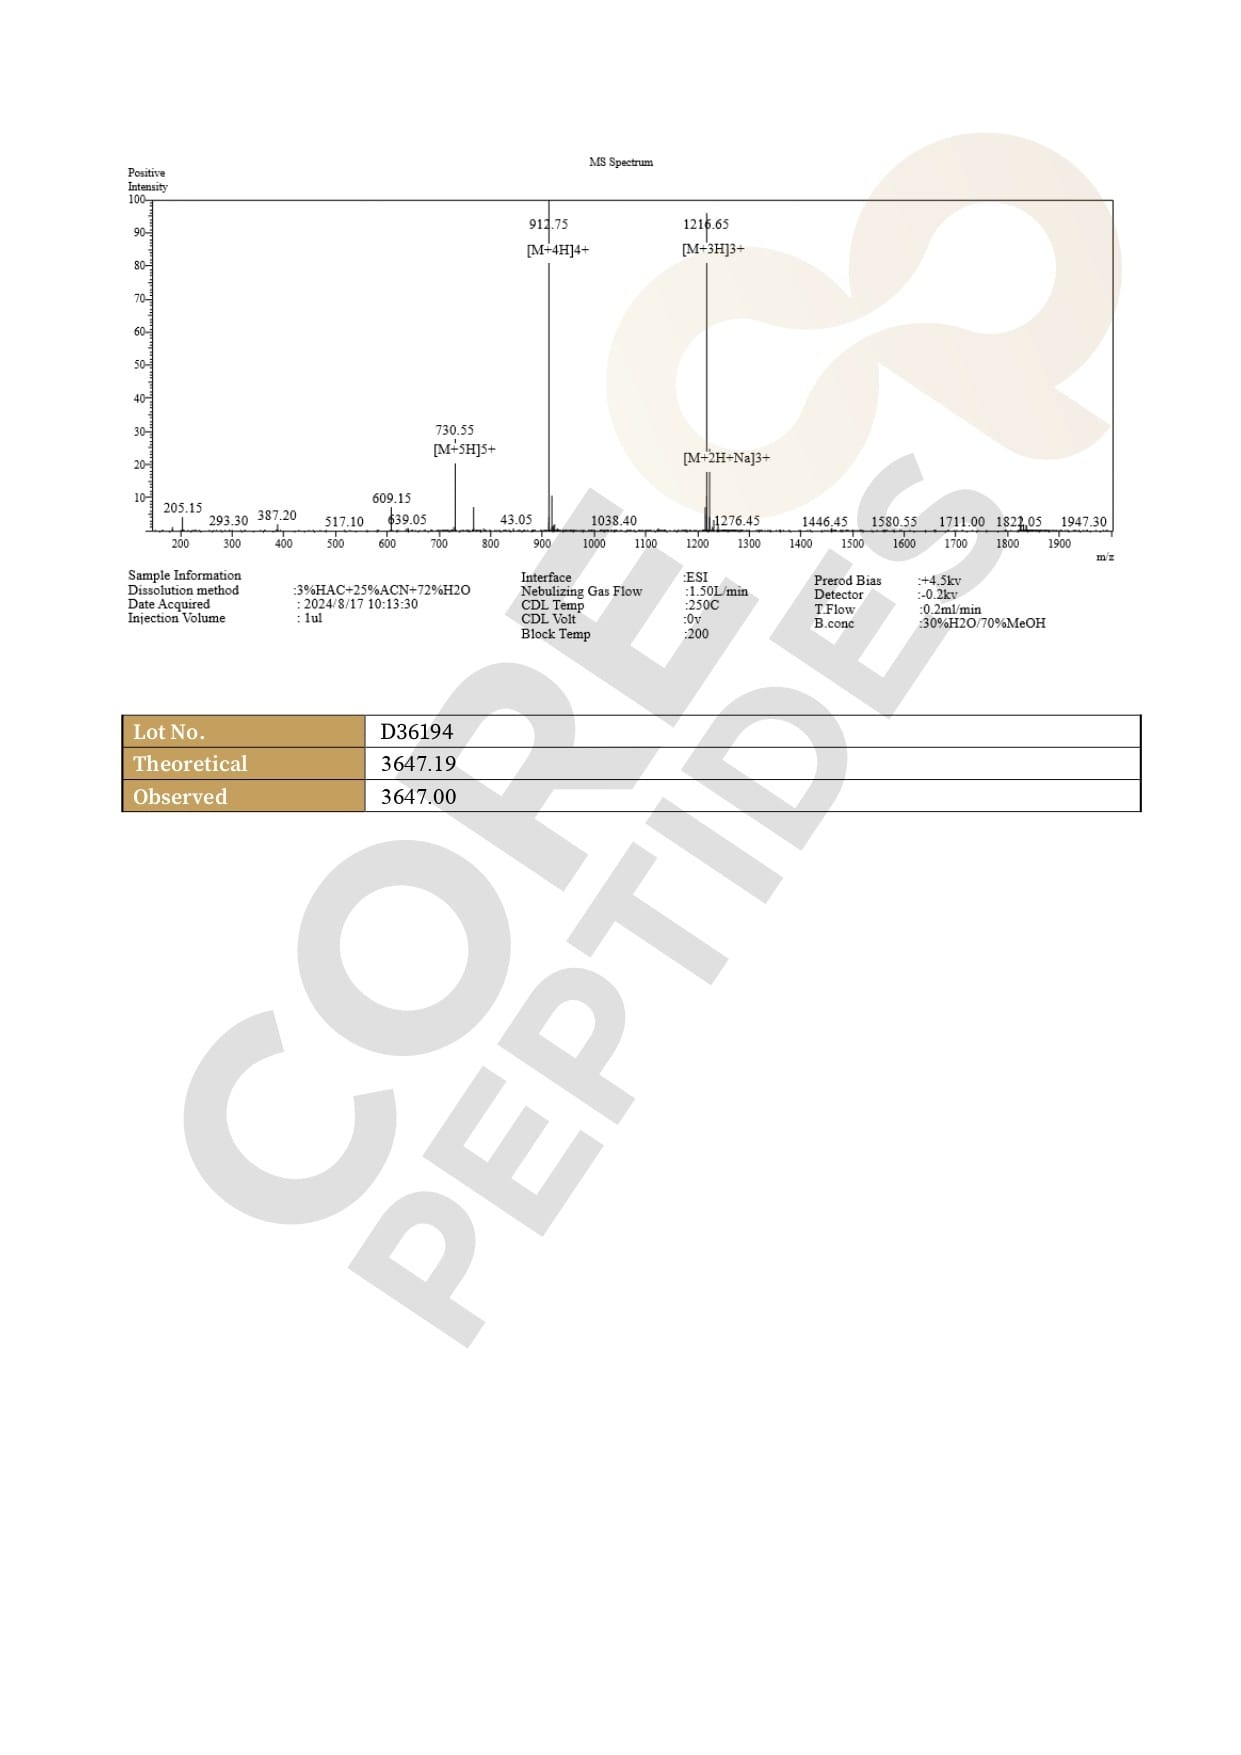 MS Spectrum
Positive
Intensity
100
90
80
70
60
50
40
30
20
10
912.75
[M+4H]4+
1216.65
[M+3H]3+
730.55
[M+5H]5+
[M+2H+Na]3+
205.15
293.30
387.20
517.10
609.15
639.05
43.05
1038.40
1276.45
1446.45
1580.55
1711.00
1822.05
1947.30
200 300 400 500 600 700 800 900 1000 1100 1200 1300 1400 1500 1600 1700 1800 1900
m/z
Sample Information
Dissolution method :3%HAC+25%ACN+72%H2O
Date Acquired : 2024/8/17 10:13:30
Injection Volume : 1ul
Interface :ESI
Nebulizing Gas Flow :1.50L/min
CDL Temp :250C
CDL Volt :0v
Block Temp :200
Prerod Bias :+4.5kv
Detector :-0.2kv
T.Flow :0.2ml/min
B.conc :30%H2O/70%MeOH
Lot No. D36194
Theoretical 3647.19
Observed 3647.00
CORE
PEPTIDES